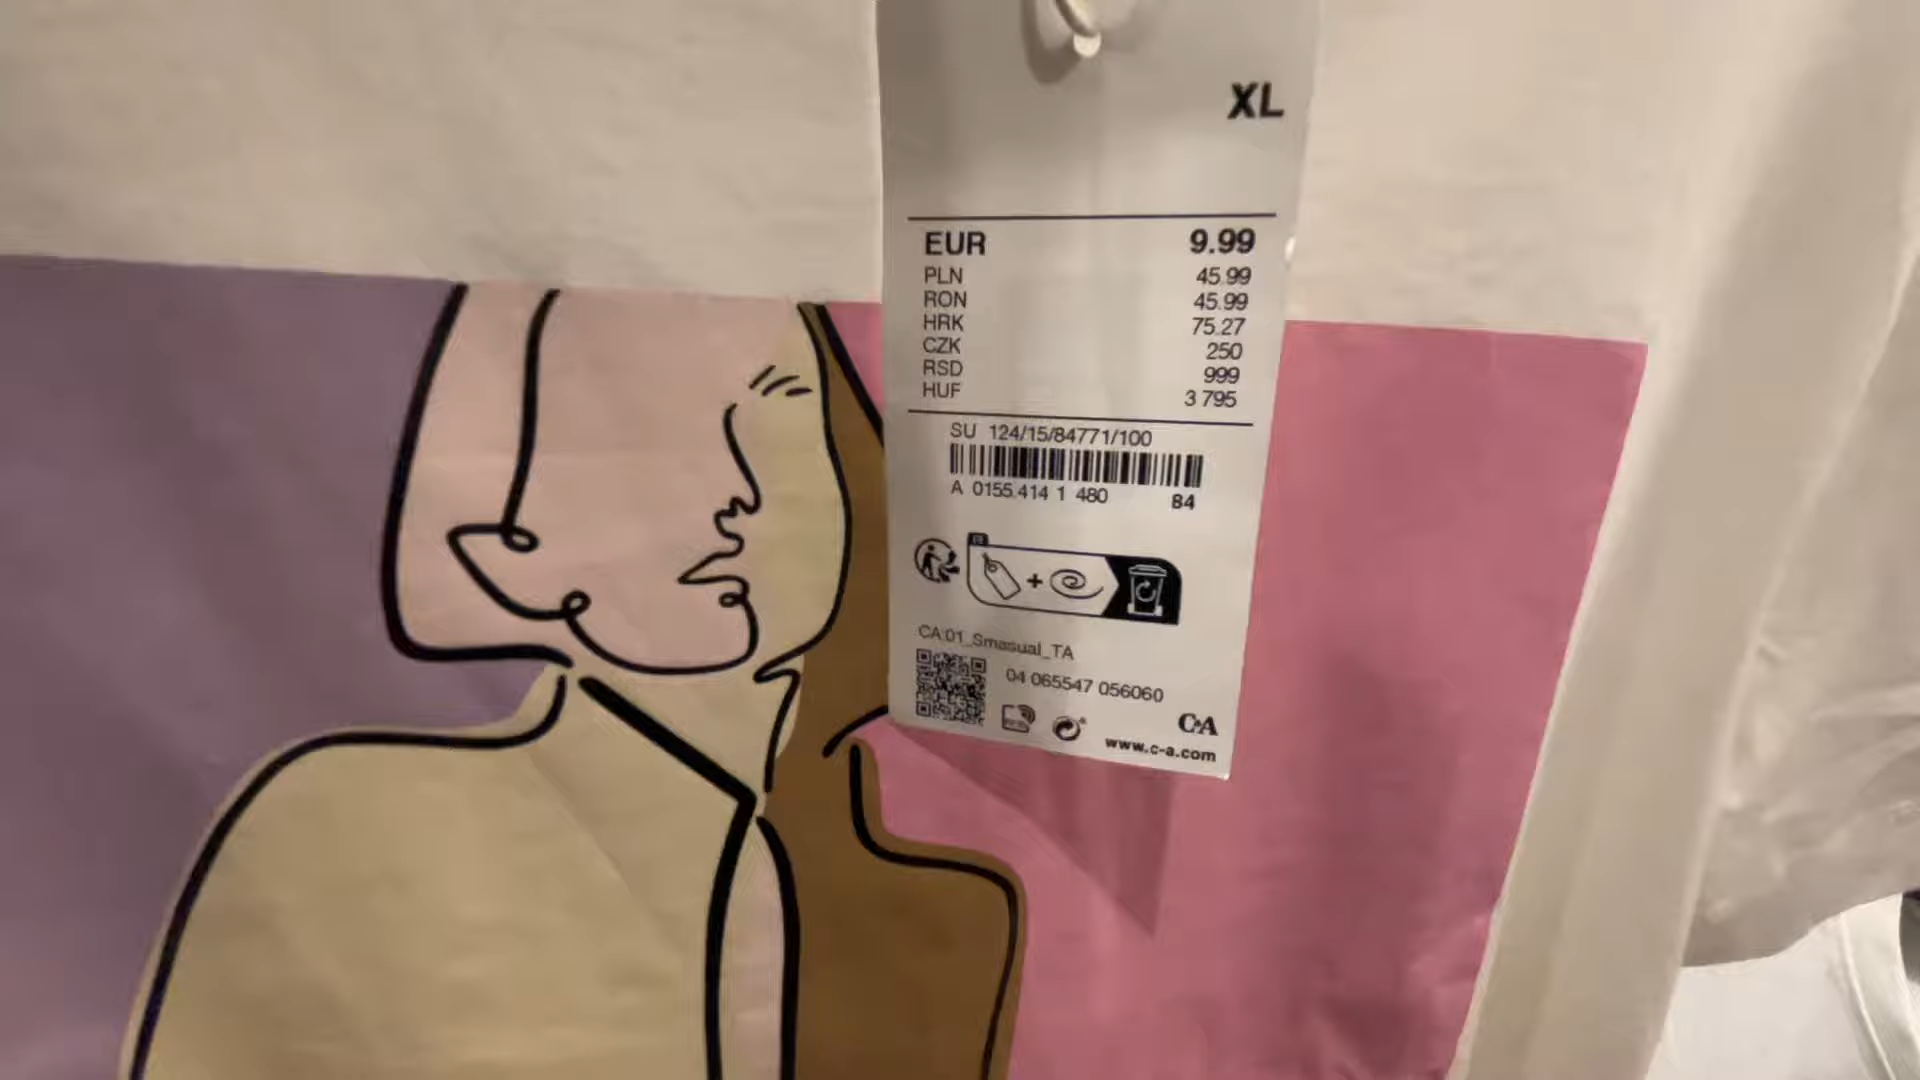 XL
EUR 9.99
PLN 45.99
RON 45.99
HRK 75.27
CZK 250
RSD 999
HUF 3 795
SU 124/15/84771/100
A 0155.414 1 480 84
CA:01_Smasual_TA
04 065547 056060
C&A
www.c-a.com